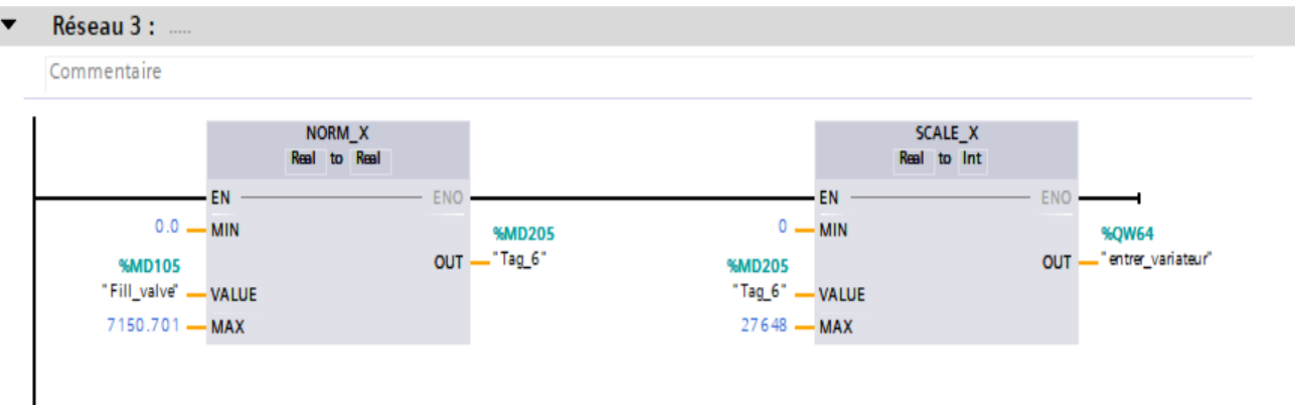 Réseau 3 : .....
Commentaire
NORM_X
Real to Real
EN
ENO
0.0
MIN
%MD205
"Tag_6"
OUT
%MD105
"Fill_valve"
VALUE
7150.701
MAX
SCALE_X
Real to Int
EN
ENO
0
MIN
%QW64
"entrer_variateur"
OUT
%MD205
"Tag_6"
VALUE
27648
MAX